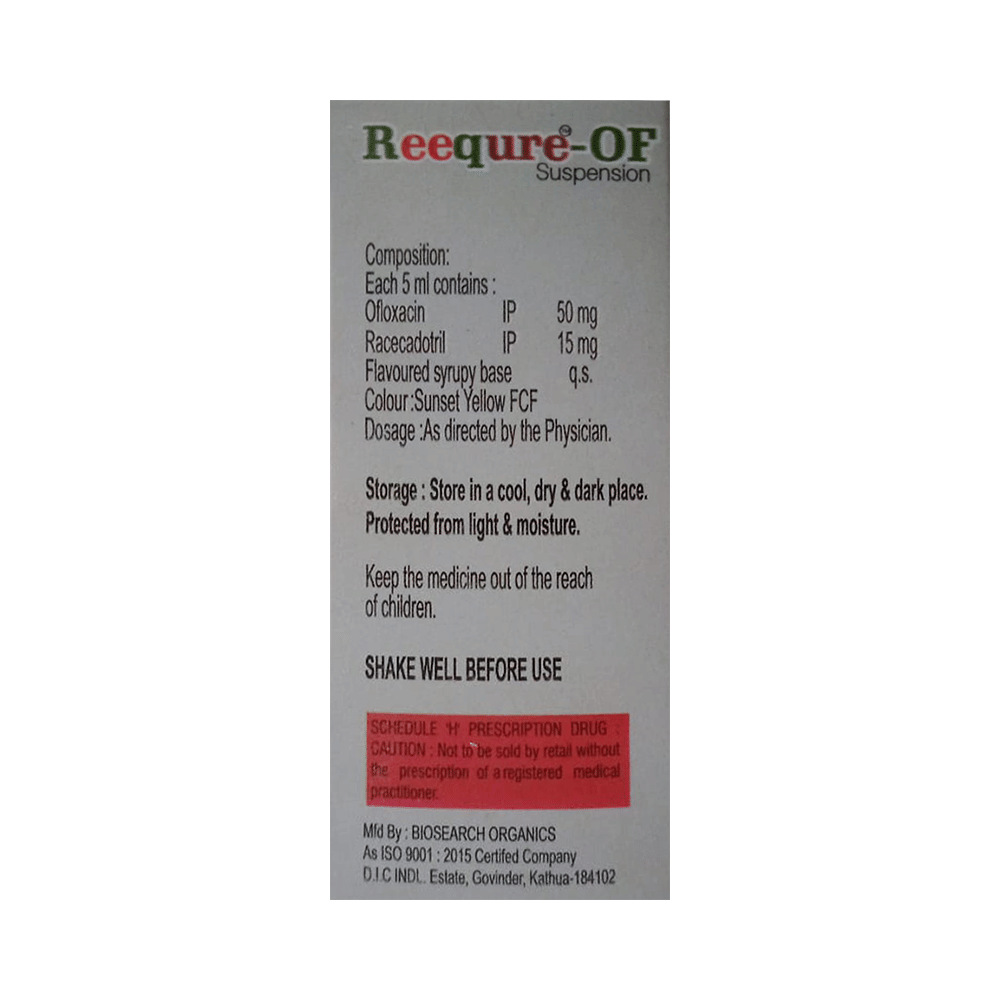 Reequre-OF
Suspension
Composition:
Each 5 ml contains :
Ofloxacin IP 50 mg
Racecadotril IP 15 mg
Flavoured syrupy base q.s.
Colour :Sunset Yellow FCF
Dosage :As directed by the Physician.
Storage : Store in a cool, dry & dark place.
Protected from light & moisture.
Keep the medicine out of the reach
of children.
SHAKE WELL BEFORE USE
SCHEDULE 'H' PRESCRIPTION DRUG :
CAUTION : Not to be sold by retail without
the prescription of a registered medical
practitioner.
Mfd By : BIOSEARCH ORGANICS
As ISO 9001 : 2015 Certifed Company
D.I.C INDL. Estate, Govinder, Kathua-184102